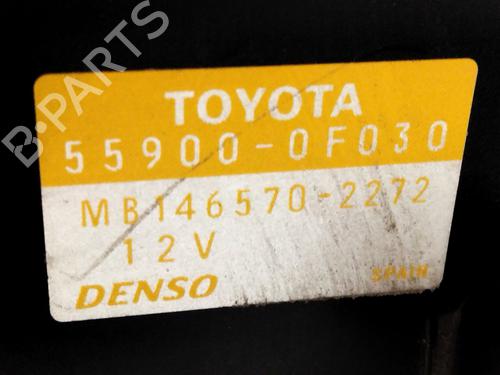 B-PARTS
TOYOTA
55900-0F030
MB146570-2272
12V
DENSO
SPAIN